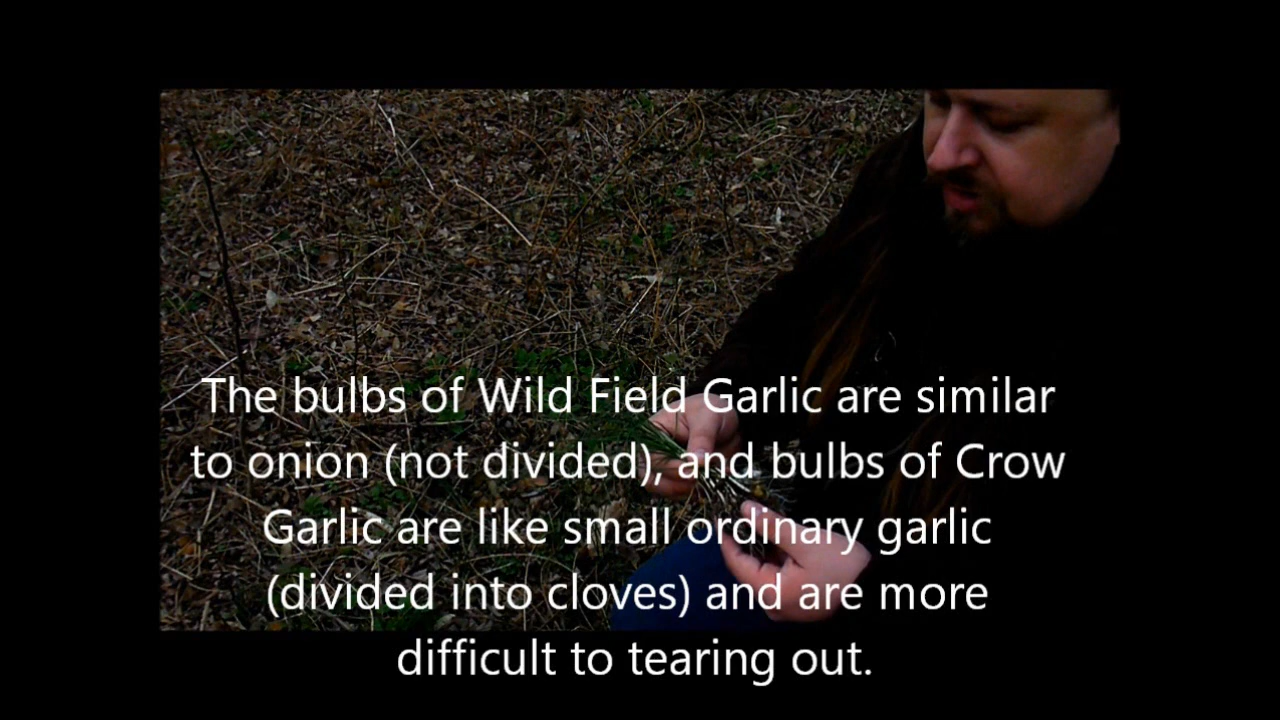 The bulbs of Wild Field Garlic are similar
to onion (not divided), and bulbs of Crow
Garlic are like small ordinary garlic
(divided into cloves) and are more
difficult to tearing out.